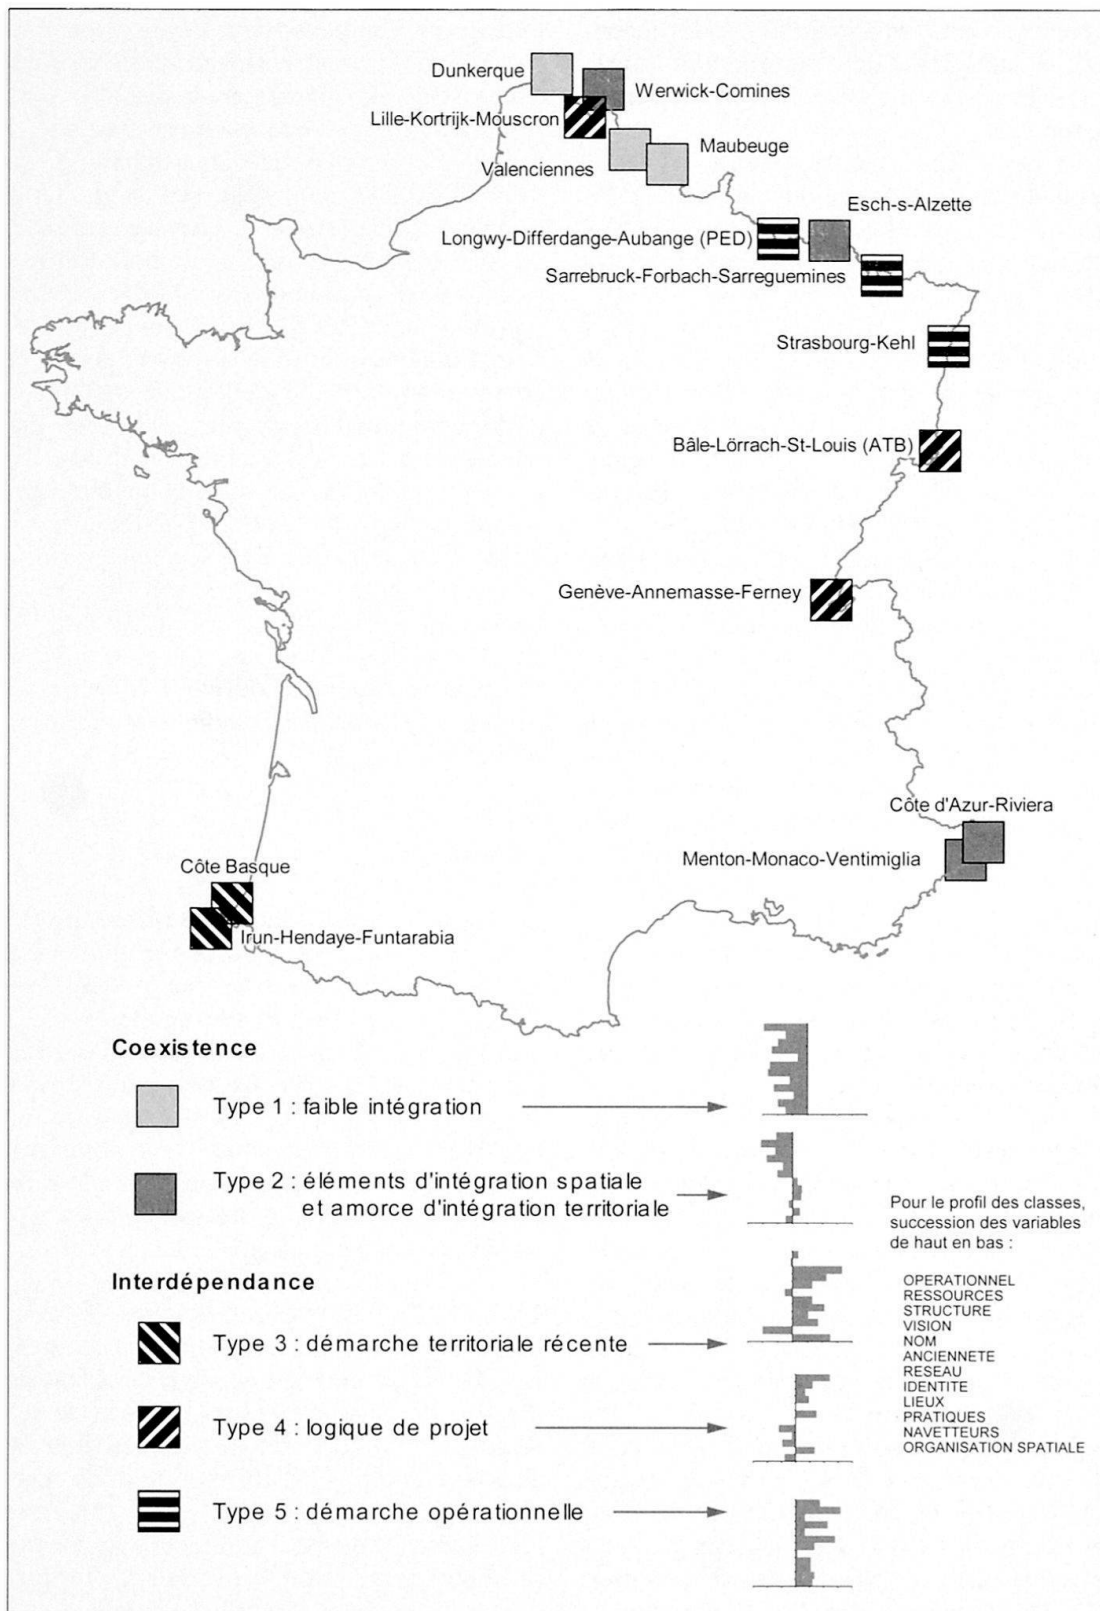 Dunkerque
Werwick-Comines
Lille-Kortrijk-Mouscron
Maubeuge
Valenciennes
Esch-s-Alzette
Longwy-Differdange-Aubange (PED)
Sarrebruck-Forbach-Sarreguemines
Strasbourg-Kehl
Bâle-Lörrach-St-Louis (ATB)
Genève-Annemasse-Ferney
Côte d'Azur-Riviera
Menton-Monaco-Ventimiglia
Côte Basque
Irun-Hendaye-Funtarabia
Coexistence
Type 1 : faible intégration
Type 2 : éléments d'intégration spatiale
et amorce d'intégration territoriale
Interdépendance
Type 3 : démarche territoriale récente
Type 4 : logique de projet
Type 5 : démarche opérationnelle
Pour le profil des classes,
succession des variables
de haut en bas :
OPERATIONNEL
RESSOURCES
STRUCTURE
VISION
NOM
ANCIENNETE
RESEAU
IDENTITE
LIEUX
PRATIQUES
NAVETTEURS
ORGANISATION SPATIALE